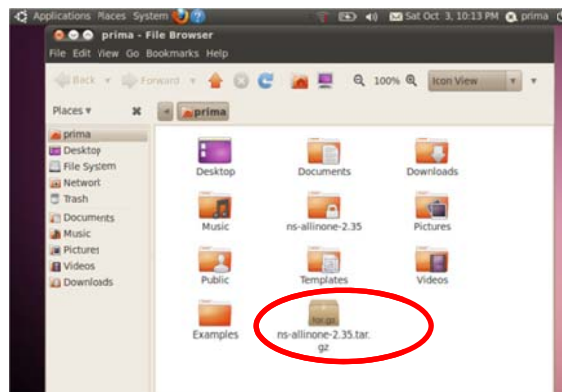 Applications Places System Sat Oct 3, 10:13 PM prima
prima - File Browser
File Edit View Go Bookmarks Help
Back Forward 100% Icon View
Places prima
prima
Desktop
File System
Network
Trash
Documents
Music
Pictures
Videos
Downloads
Desktop Documents Downloads
Music ns-allinone-2.35 Pictures
Public Templates Videos
Examples
tar.gz
ns-allinone-2.35.tar.
gz